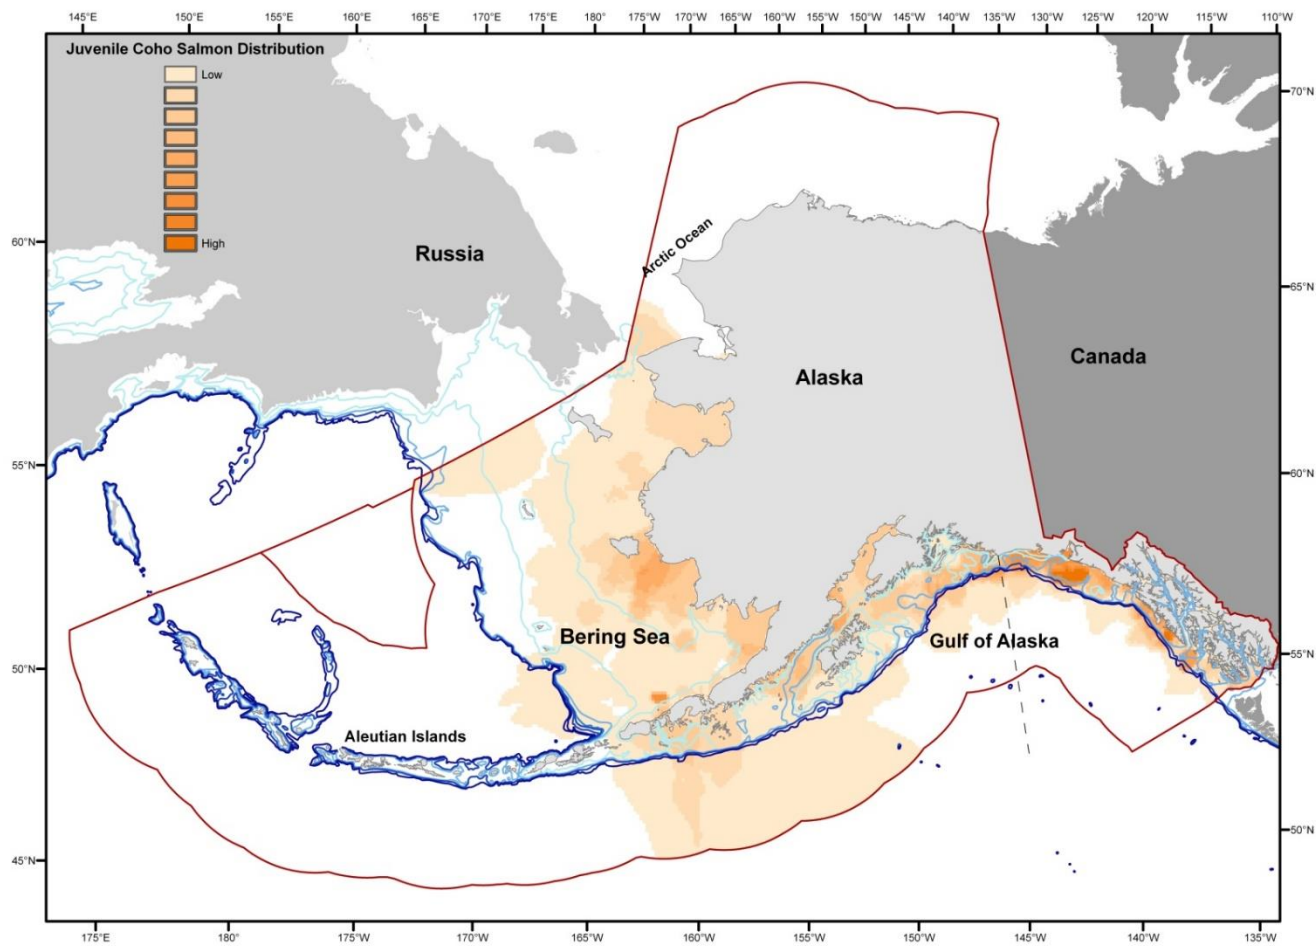 145°E 150°E 155°E 160°E 165°E 170°E 175°E 180° 175°W 170°W 165°W 160°W 155°W 150°W 145°W 140°W 135°W 130°W 125°W 120°W 115°W 110°W
Juvenile Coho Salmon Distribution
Low
High
70°N
60°N
Arctic Ocean
Russia
65°N
Canada
Alaska
55°N
60°N
Bering Sea
Gulf of Alaska
50°N
55°N
Aleutian Islands
50°N
45°N
175°E 180° 175°W 170°W 165°W 160°W 155°W 150°W 145°W 140°W 135°W